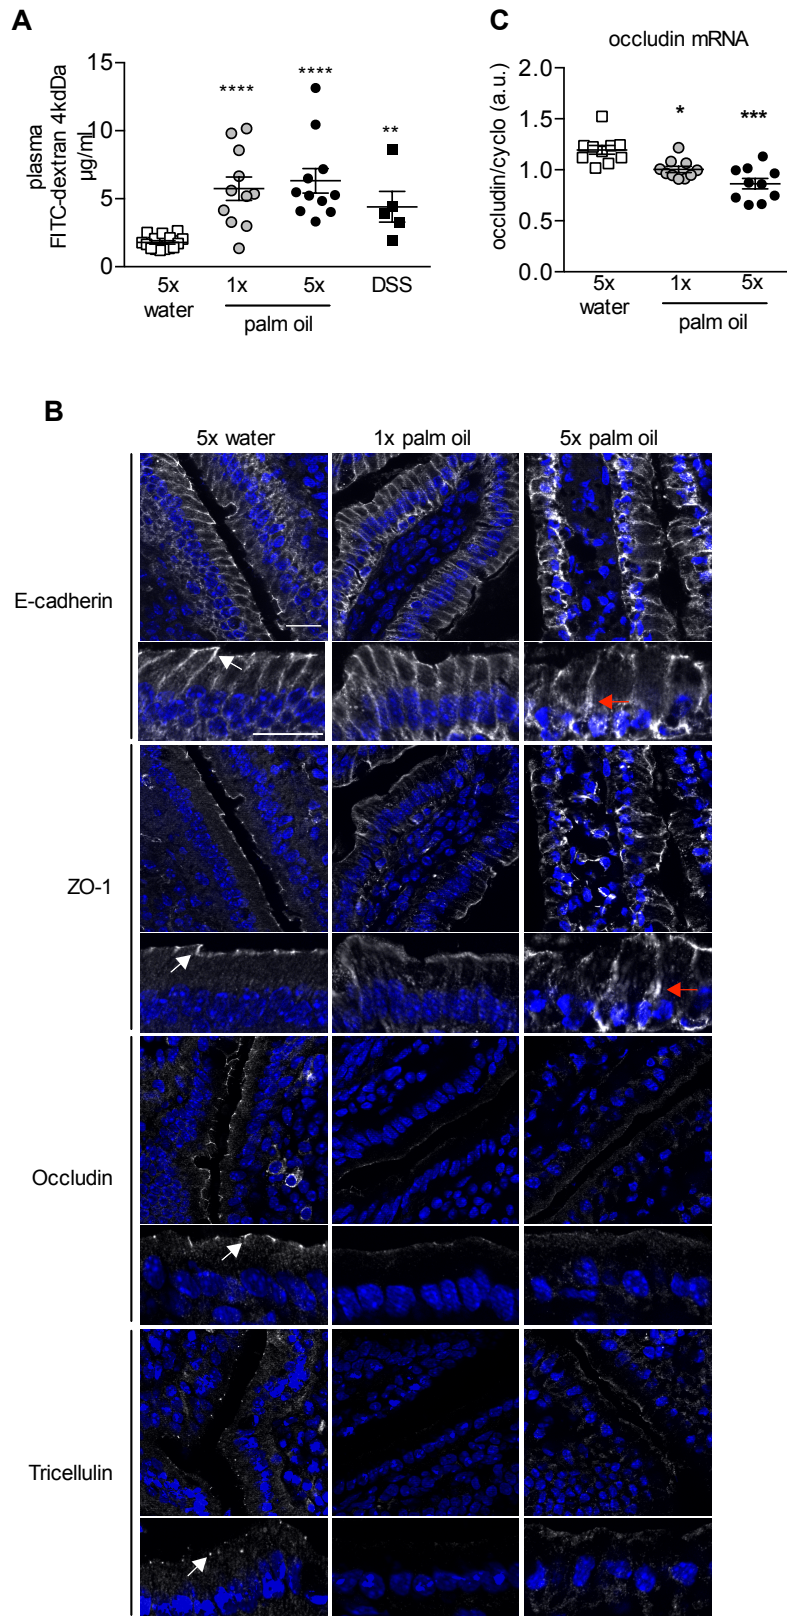 A
plasma
FITC-dextran 4kdDa
µg/ml
15
10
5
0
****
****
**
5x
water
1x
5x
DSS
palm oil
C
occludin mRNA
occludin/cyclo (a.u.)
2.0
1.5
1.0
0.5
0.0
*
***
5x
water
1x
5x
palm oil
B
5x water
1x palm oil
5x palm oil
E-cadherin
ZO-1
Occludin
Tricellulin